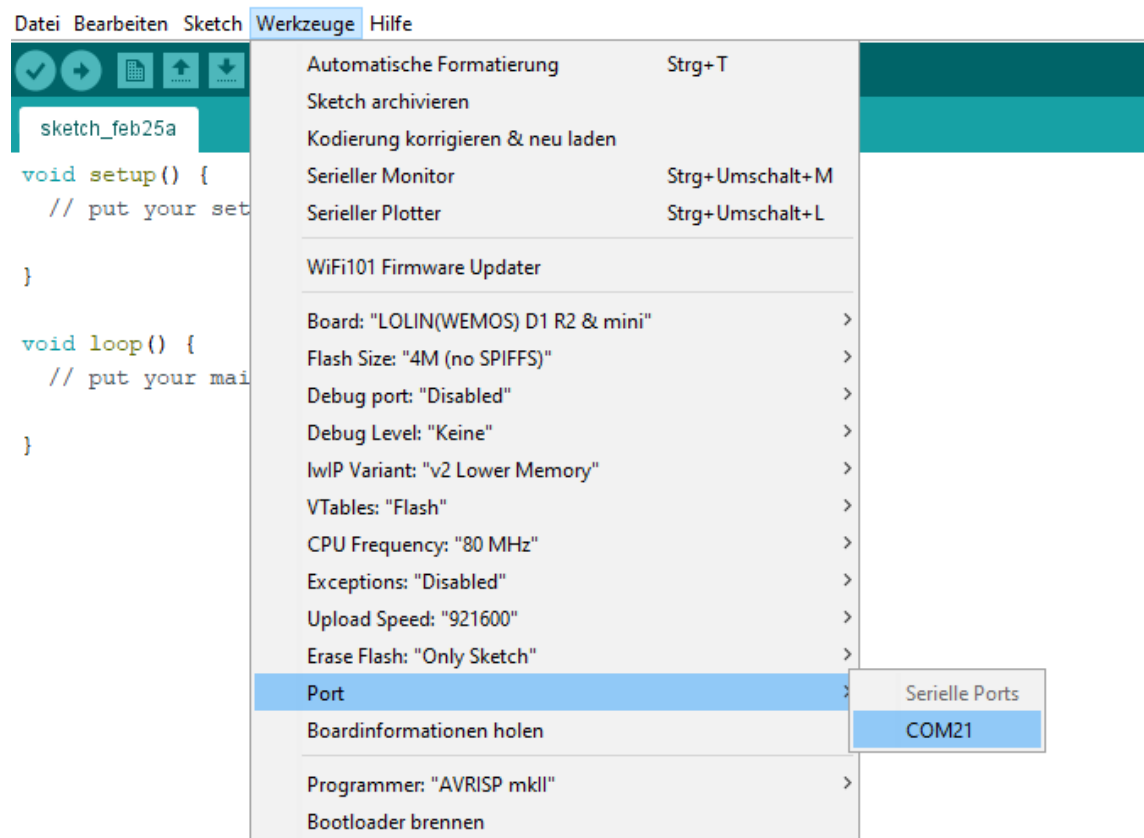 Datei Bearbeiten Sketch Werkzeuge Hilfe
sketch_feb25a
void setup() {
// put your set
}
void loop() {
// put your mai
}
Automatische Formatierung Strg+T
Sketch archivieren
Kodierung korrigieren & neu laden
Serieller Monitor Strg+Umschalt+M
Serieller Plotter Strg+Umschalt+L
WiFi101 Firmware Updater
Board: "LOLIN(WEMOS) D1 R2 & mini"
Flash Size: "4M (no SPIFFS)"
Debug port: "Disabled"
Debug Level: "Keine"
lwIP Variant: "v2 Lower Memory"
VTables: "Flash"
CPU Frequency: "80 MHz"
Exceptions: "Disabled"
Upload Speed: "921600"
Erase Flash: "Only Sketch"
Port
Serielle Ports
COM21
Boardinformationen holen
Programmer: "AVRISP mkII"
Bootloader brennen